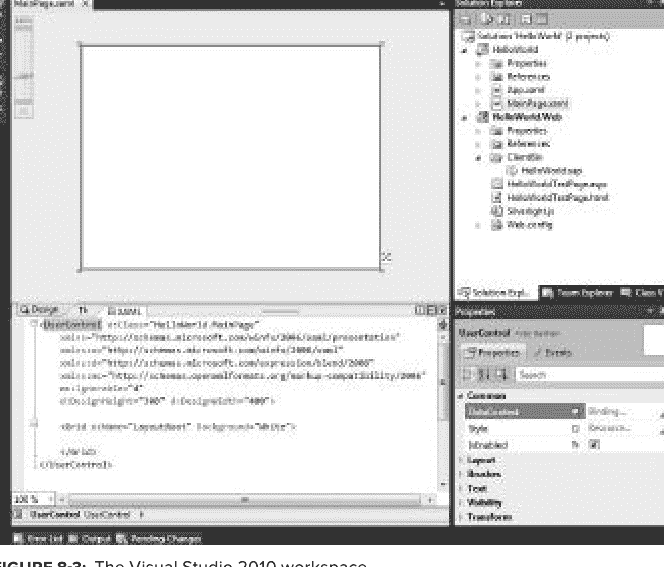 MainPage.xaml ×
Design
XAML
<UserControl x:Class="HelloWorld.MainPage"
xmlns="http://schemas.microsoft.com/winfx/2006/xaml/presentation"
xmlns:x="http://schemas.microsoft.com/winfx/2006/xaml"
xmlns:d="http://schemas.microsoft.com/expression/blend/2008"
xmlns:mc="http://schemas.openxmlformats.org/markup-compatibility/2006"
mc:Ignorable="d"
d:DesignHeight="300" d:DesignWidth="400">
<Grid x:Name="LayoutRoot" Background="White">
</Grid>
</UserControl>
100 %
UserControl UserControl
Error List Output Pending Changes
Solution Explorer
Solution 'HelloWorld' (2 projects)
HelloWorld
Properties
References
App.xaml
MainPage.xaml
HelloWorld.Web
Properties
References
ClientBin
HelloWorld.xap
HelloWorldTestPage.aspx
HelloWorldTestPage.html
Silverlight.js
Web.config
Solution Expl... Team Explorer Class V
Properties
UserControl
Properties Events
Search
Common
DataContext Binding...
Style Resource...
IsEnabled
Layout
Brushes
Text
Visibility
Transform
FIGURE 8-3: The Visual Studio 2010 workspace